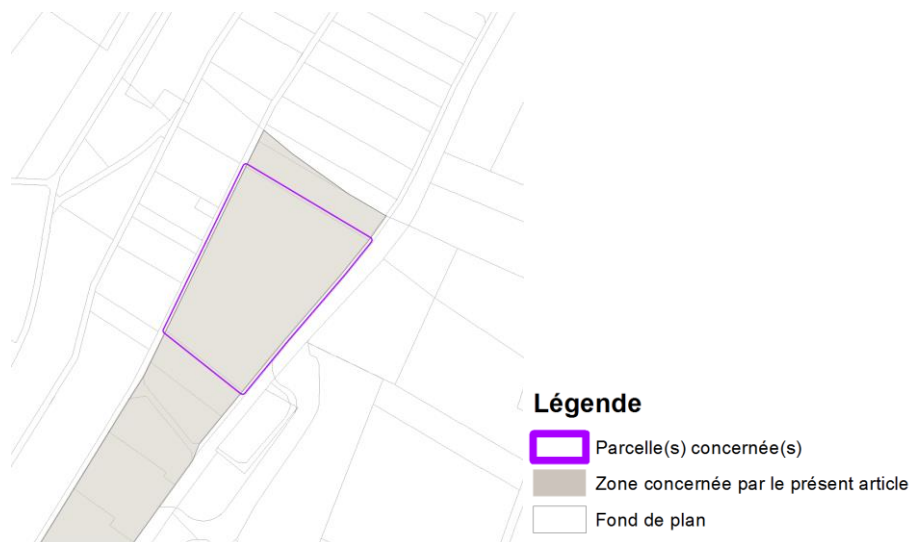 Légende
Parcelle(s) concernée(s)
Zone concernée par le présent article
Fond de plan